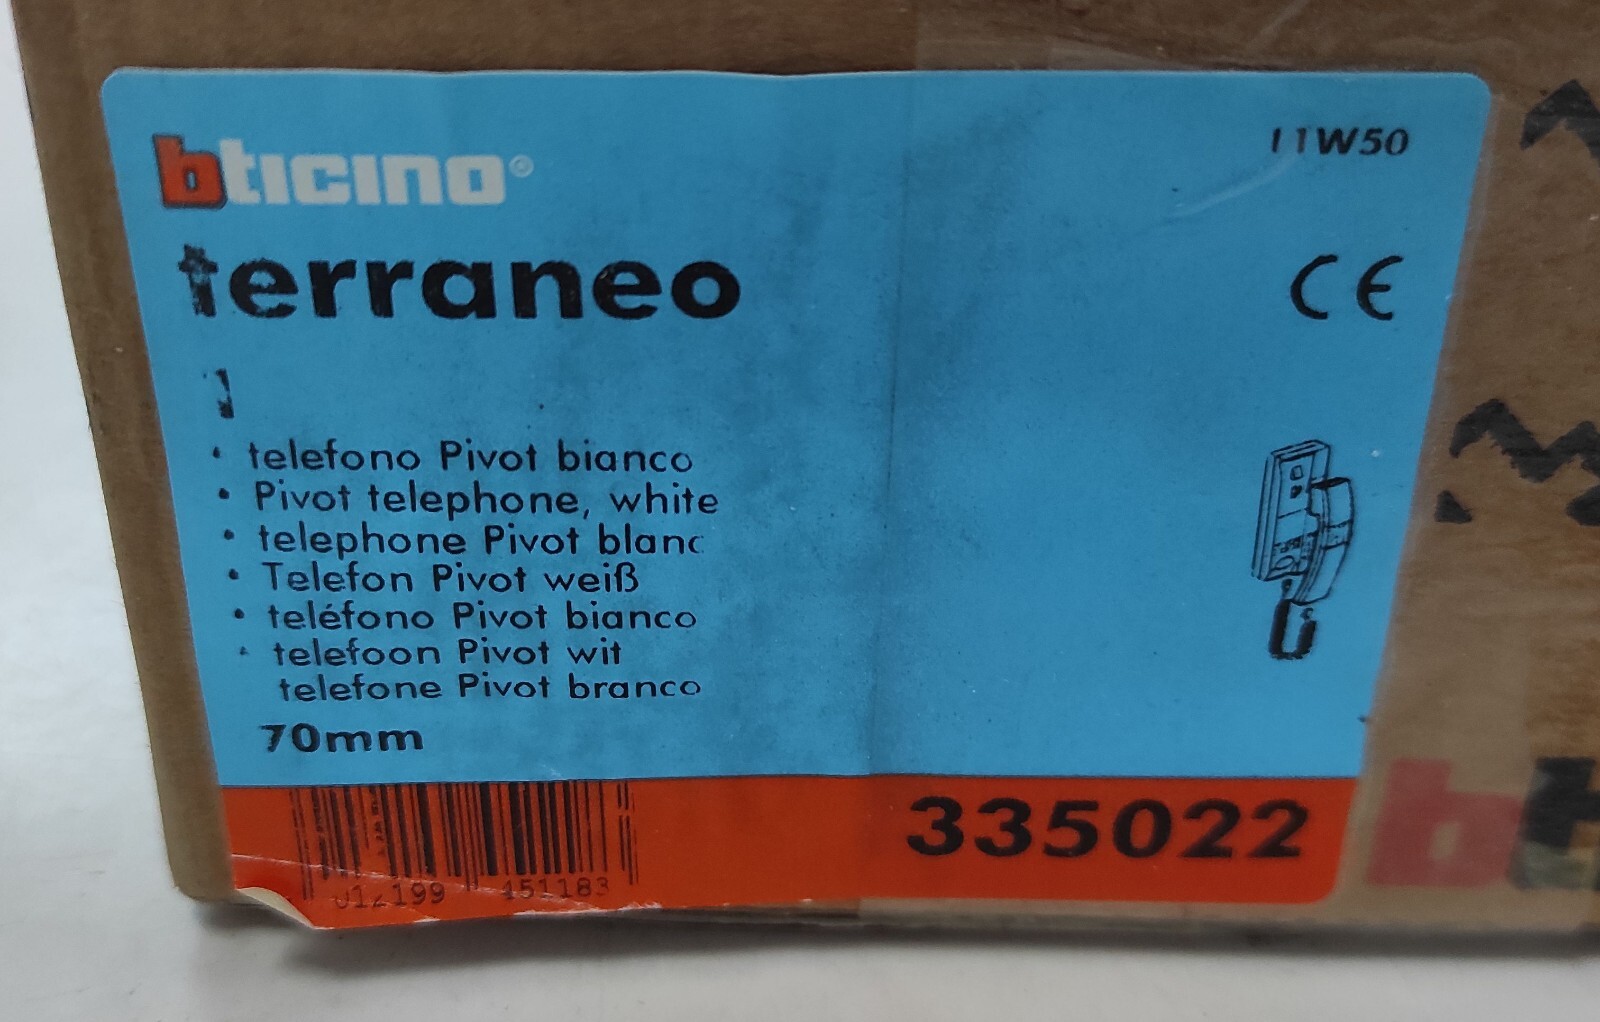 bticino®
11W50
terraneo
CE
1
• telefono Pivot bianco
• Pivot telephone, white
• telephone Pivot blanc
• Telefon Pivot weiß
• teléfono Pivot bianco
• telefoon Pivot wit
telefone Pivot branco
70mm
335022
012199 451183